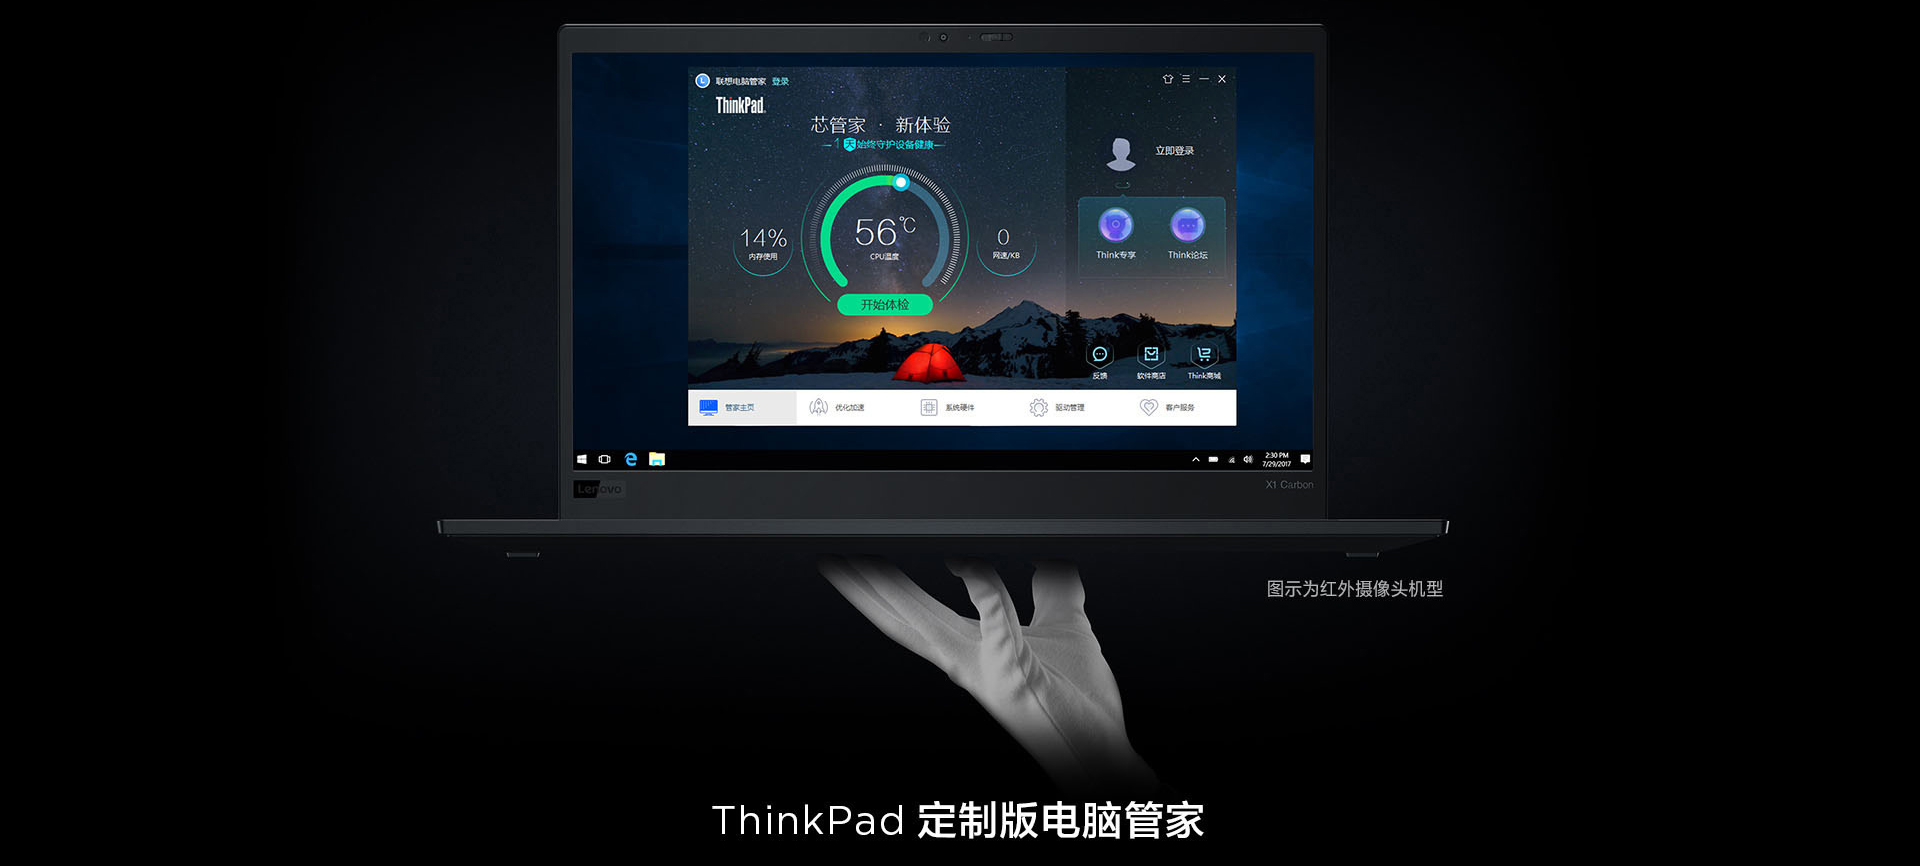 联想电脑管家 登录
ThinkPad
芯管家 · 新体验
1天始终守护设备健康
立即登录
14%
内存使用
56℃
CPU温度
0
网速/KB
Think专享
Think论坛
开始体检
反馈
软件商店
Think商城
管家主页
优化加速
系统硬件
驱动管理
客户服务
2:30 PM
7/29/2017
Lenovo
X1 Carbon
图示为红外摄像头机型
ThinkPad 定制版电脑管家